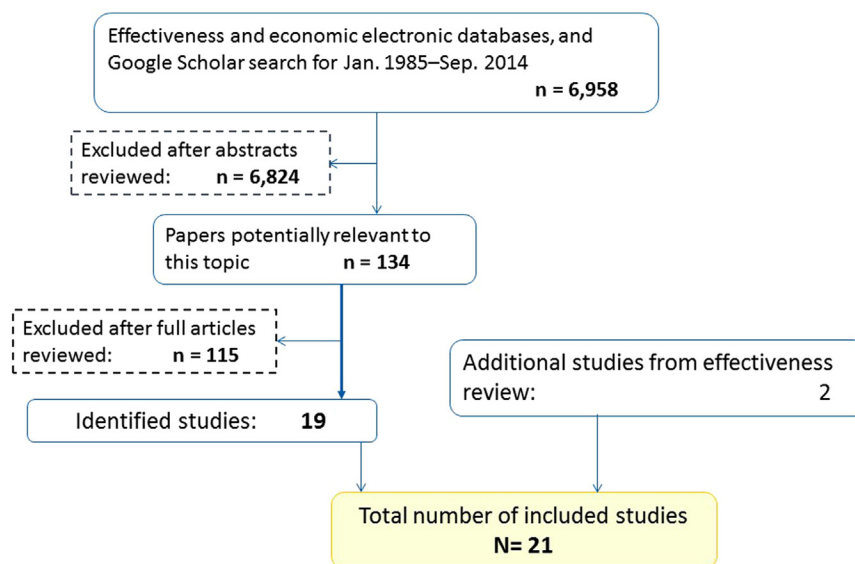 Effectiveness and economic electronic databases, and
Google Scholar search for Jan. 1985–Sep. 2014
n = 6,958
Excluded after abstracts
reviewed: n = 6,824
Papers potentially relevant to
this topic n = 134
Excluded after full articles
reviewed: n = 115
Additional studies from effectiveness
review: 2
Identified studies: 19
Total number of included studies
N= 21